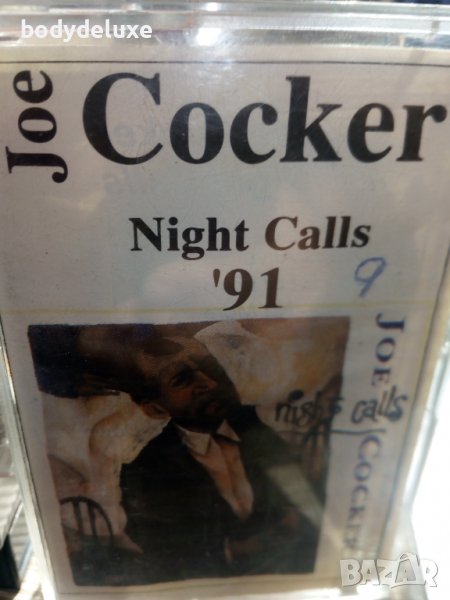 bodydeluxe
Joe
Cocker
Night Calls
'91
9
night calls
JOE COCKER
BAZAR